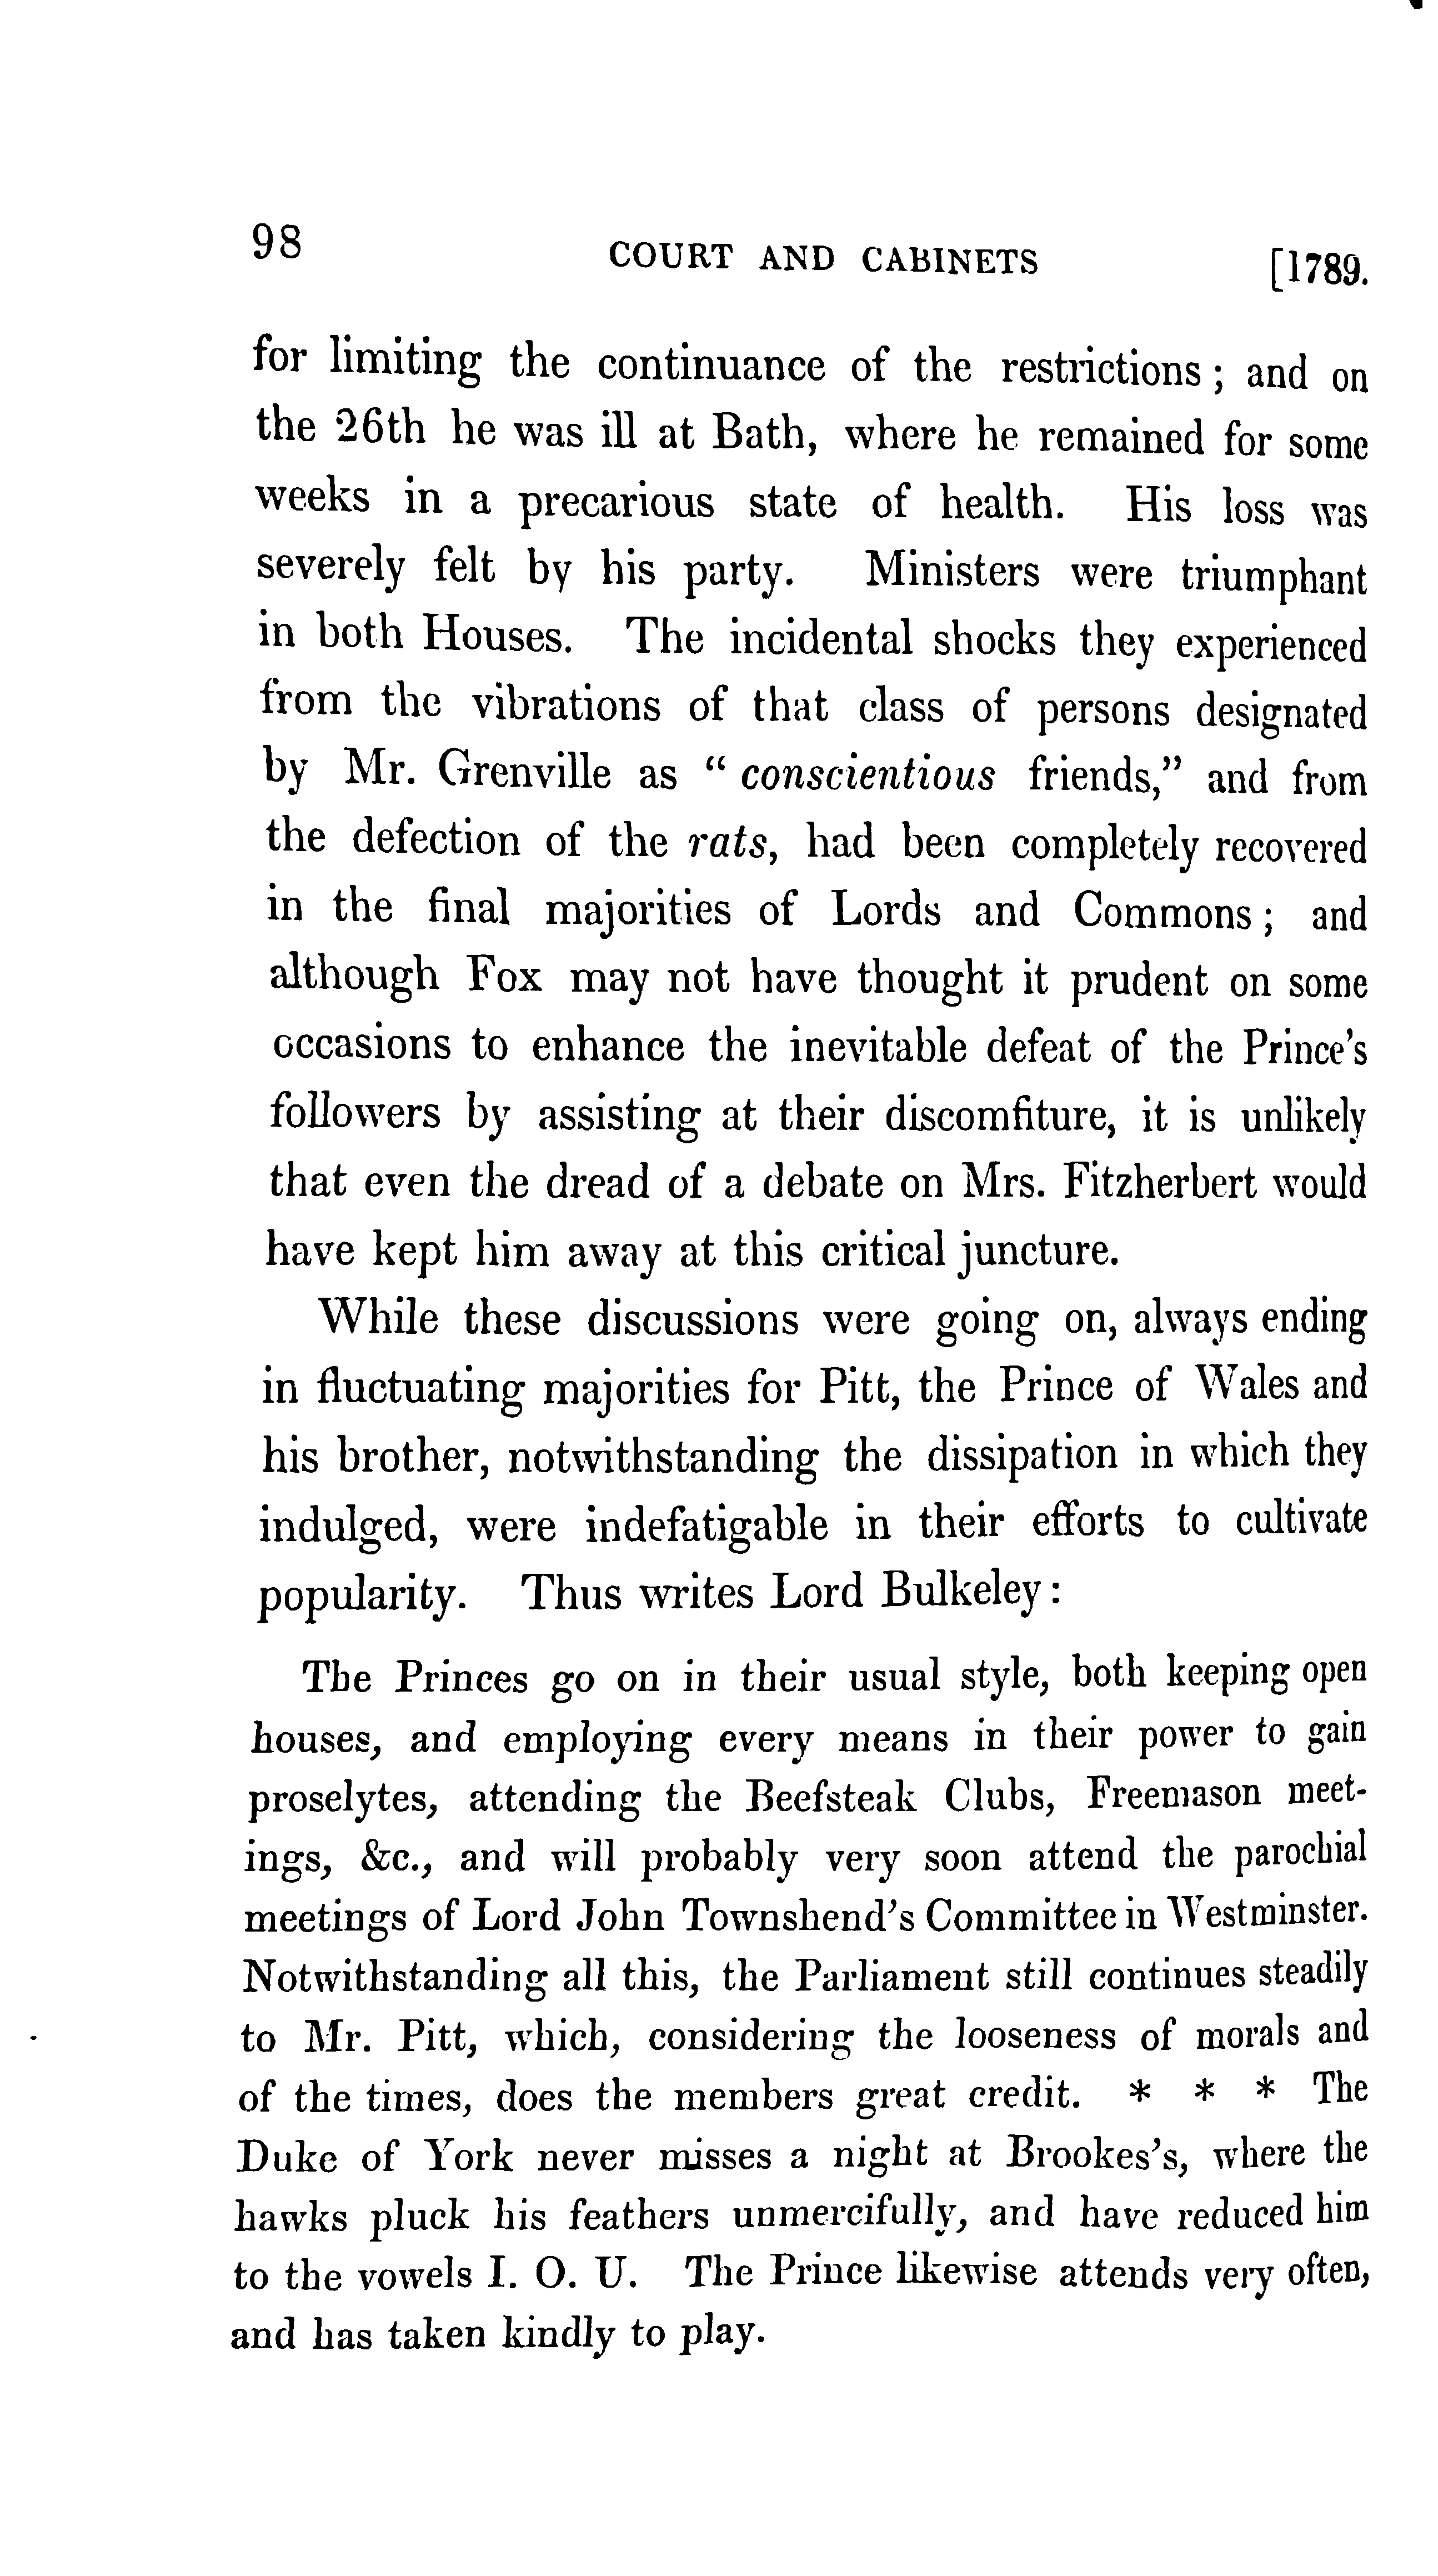 98 COURT AND CABINETS [1789.
for limiting the continuance of the restrictions; and on
the 26th he was ill at Bath, where he remained for some
weeks in a precarious state of health. His loss was
severely felt by his party. Ministers were triumphant
in both Houses. The incidental shocks they experienced
from the vibrations of that class of persons designated
by Mr. Grenville as "conscientious friends," and from
the defection of the rats, had been completely recovered
in the final majorities of Lords and Commons; and
although Fox may not have thought it prudent on some
occasions to enhance the inevitable defeat of the Prince's
followers by assisting at their discomfiture, it is unlikely
that even the dread of a debate on Mrs. Fitzherbert would
have kept him away at this critical juncture.
While these discussions were going on, always ending
in fluctuating majorities for Pitt, the Prince of Wales and
his brother, notwithstanding the dissipation in which they
indulged, were indefatigable in their efforts to cultivate
popularity. Thus writes Lord Bulkeley:
The Princes go on in their usual style, both keeping open
houses, and employing every means in their power to gain
proselytes, attending the Beefsteak Clubs, Freemason meet-
ings, &c., and will probably very soon attend the parochial
meetings of Lord John Townshend's Committee in Westminster.
Notwithstanding all this, the Parliament still continues steadily
to Mr. Pitt, which, considering the looseness of morals and
of the times, does the members great credit. * * * The
Duke of York never misses a night at Brookes's, where the
hawks pluck his feathers unmercifully, and have reduced him
to the vowels I. O. U. The Prince likewise attends very often,
and has taken kindly to play.